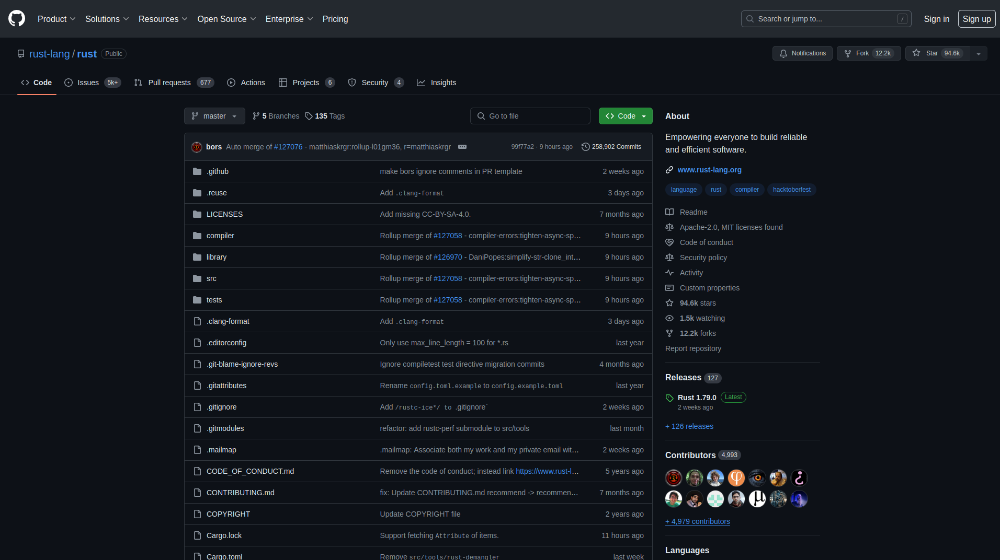 Product Solutions Resources Open Source Enterprise Pricing Search or jump to... / Sign in Sign up
rust-lang / rust Public Notifications Fork 12.2k Star 94.6k
Code Issues 5k+ Pull requests 677 Actions Projects 6 Security 4 Insights
master 5 Branches 135 Tags Go to file Code
bors Auto merge of #127076 - matthiaskrgr:rollup-l01gm36, r=matthiaskrgr 99f77a2 · 9 hours ago 258,902 Commits
.github make bors ignore comments in PR template 2 weeks ago
.reuse Add .clang-format 3 days ago
LICENSES Add missing CC-BY-SA-4.0. 7 months ago
compiler Rollup merge of #127058 - compiler-errors:tighten-async-sp… 9 hours ago
library Rollup merge of #126970 - DaniPopes:simplify-str-clone_int… 9 hours ago
src Rollup merge of #127058 - compiler-errors:tighten-async-sp… 9 hours ago
tests Rollup merge of #127058 - compiler-errors:tighten-async-sp… 9 hours ago
.clang-format Add .clang-format 3 days ago
.editorconfig Only use max_line_length = 100 for *.rs last year
.git-blame-ignore-revs Ignore compiletest test directive migration commits 4 months ago
.gitattributes Rename config.toml.example to config.example.toml last year
.gitignore Add /rustc-ice*/ to .gitignore` 2 weeks ago
.gitmodules refactor: add rustc-perf submodule to src/tools last month
.mailmap .mailmap: Associate both my work and my private email wit… 2 weeks ago
CODE_OF_CONDUCT.md Remove the code of conduct; instead link https://www.rust-l… 5 years ago
CONTRIBUTING.md fix: Update CONTRIBUTING.md recommend -> recommen… 7 months ago
COPYRIGHT Update COPYRIGHT file 2 years ago
Cargo.lock Support fetching Attribute of items. 11 hours ago
Cargo.toml Remove src/tools/rust-demangler last week
About
Empowering everyone to build reliable
and efficient software.
www.rust-lang.org
language rust compiler hacktoberfest
Readme
Apache-2.0, MIT licenses found
Code of conduct
Security policy
Activity
Custom properties
94.6k stars
1.5k watching
12.2k forks
Report repository
Releases 127
Rust 1.79.0 Latest
2 weeks ago
+ 126 releases
Contributors 4,993
+ 4,979 contributors
Languages